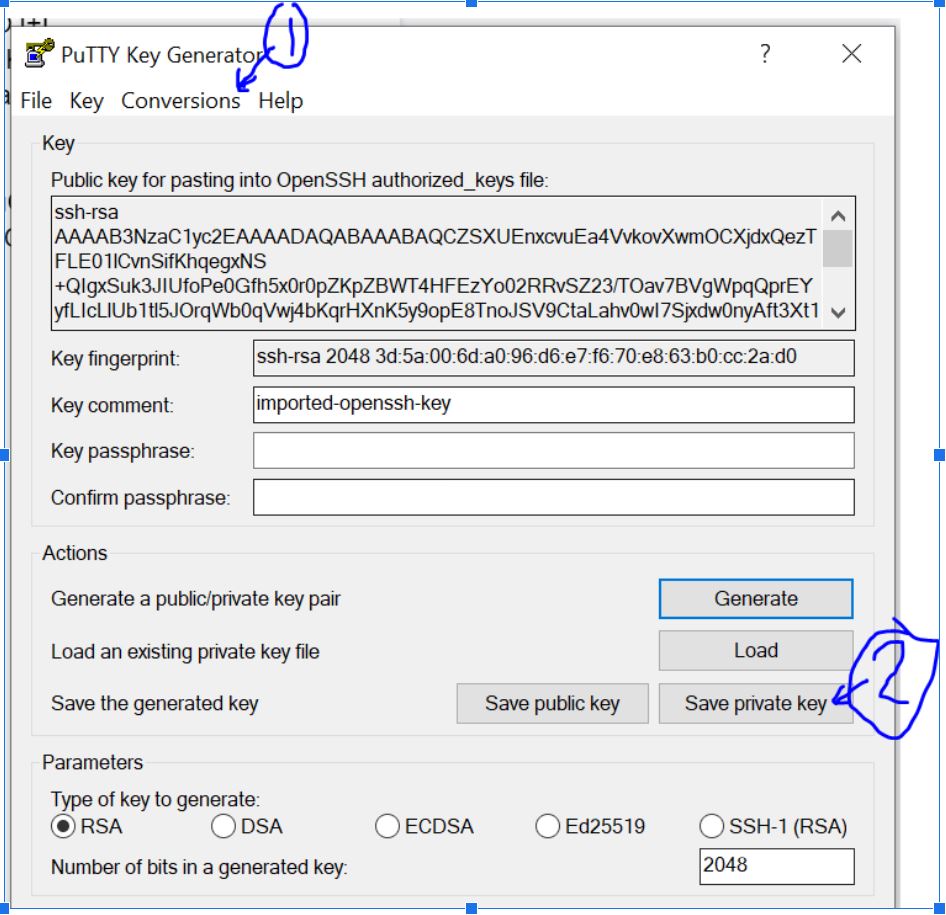 1
PuTTY Key Generator
?
File Key Conversions Help
Key
Public key for pasting into OpenSSH authorized_keys file:
ssh-rsa
AAAAB3NzaC1yc2EAAAADAQABAAABAQCZSXUEnxcvuEa4VvkovXwmOCXjdxQezT
FLE01lCvnSifKhqegxNS
+QIgxSuk3JIUfoPe0Gfh5x0r0pZKpZBWT4HFEzYo02RRvSZ23/TOav7BVgWpqQprEY
yfLIcLlUb1tl5JOrqWb0qVwj4bKqrHXnK5y9opE8TnoJSV9CtaLahv0wI7Sjxdw0nyAft3Xt1
Key fingerprint: ssh-rsa 2048 3d:5a:00:6d:a0:96:d6:e7:f6:70:e8:63:b0:cc:2a:d0
Key comment: imported-openssh-key
Key passphrase:
Confirm passphrase:
Actions
Generate a public/private key pair Generate
Load an existing private key file Load
Save the generated key Save public key Save private key 2
Parameters
Type of key to generate:
RSA DSA ECDSA Ed25519 SSH-1 (RSA)
Number of bits in a generated key: 2048